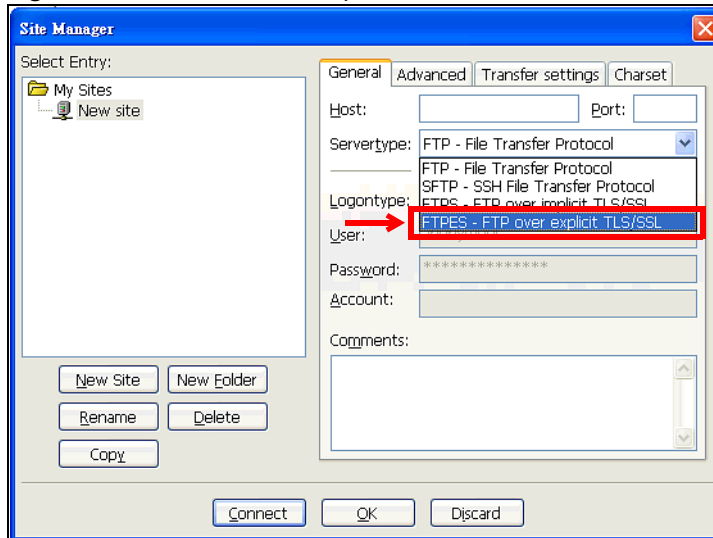 Site Manager
Select Entry:
My Sites
New site
General Advanced Transfer settings Charset
Host: Port:
Servertype: FTP - File Transfer Protocol
FTP - File Transfer Protocol
SFTP - SSH File Transfer Protocol
Logontype: FTPS - FTP over implicit TLS/SSL
FTPES - FTP over explicit TLS/SSL
User:
Password: **************
Account:
Comments:
New Site New Folder
Rename Delete
Copy
Connect OK Discard